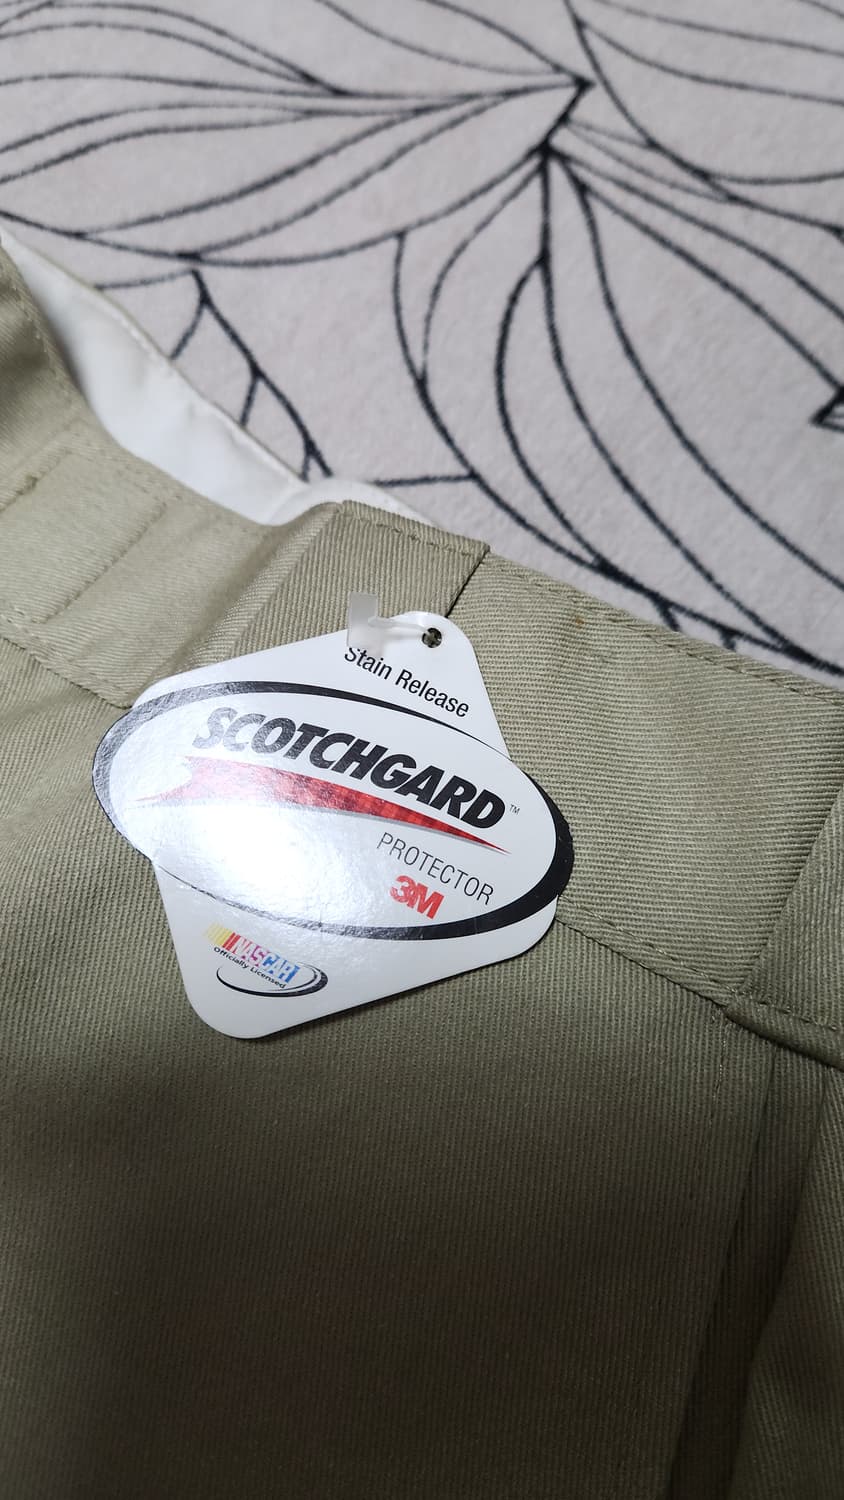 Stain Release
SCOTCHGARD™
PROTECTOR
3M
NASCAR
Officially Licensed